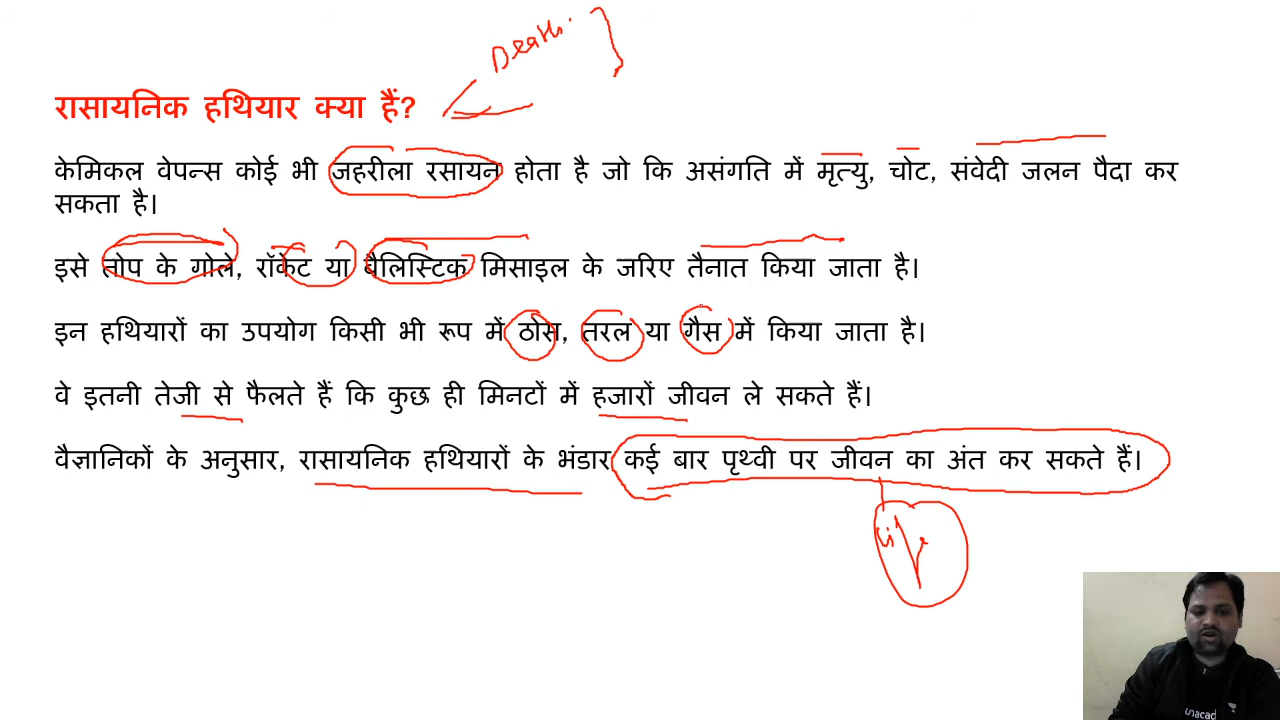 Death
रासायनिक हथियार क्या हैं?
केमिकल वेपन्स कोई भी जहरीला रसायन होता है जो कि असंगति में मृत्यु, चोट, संवेदी जलन पैदा कर
सकता है।
इसे तोप के गोले, रॉकेट या बैलिस्टिक मिसाइल के जरिए तैनात किया जाता है।
इन हथियारों का उपयोग किसी भी रूप में ठोस, तरल या गैस में किया जाता है।
वे इतनी तेजी से फैलते हैं कि कुछ ही मिनटों में हजारों जीवन ले सकते हैं।
वैज्ञानिकों के अनुसार, रासायनिक हथियारों के भंडार कई बार पृथ्वी पर जीवन का अंत कर सकते हैं।